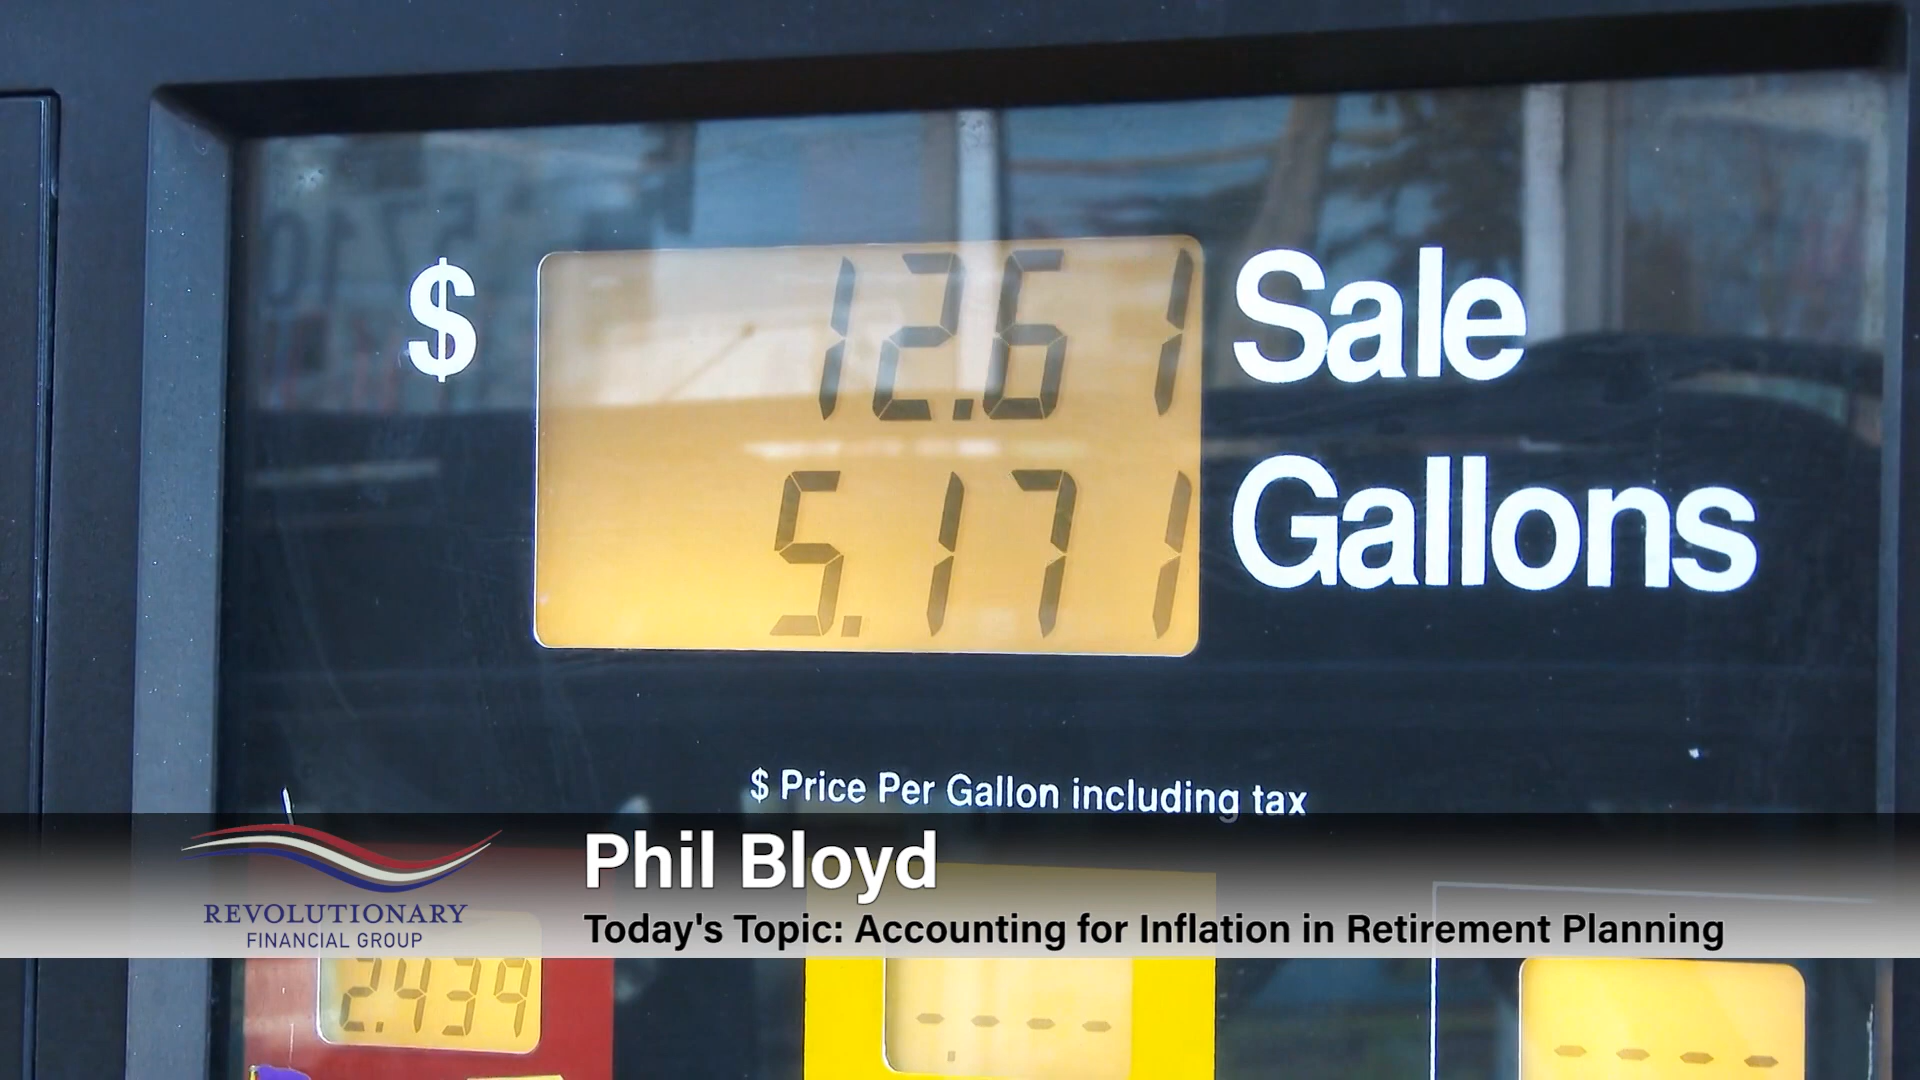 $ 12.61 Sale
5.171 Gallons
$ Price Per Gallon including tax
Phil Bloyd
Today's Topic: Accounting for Inflation in Retirement Planning
REVOLUTIONARY
FINANCIAL GROUP
2.439